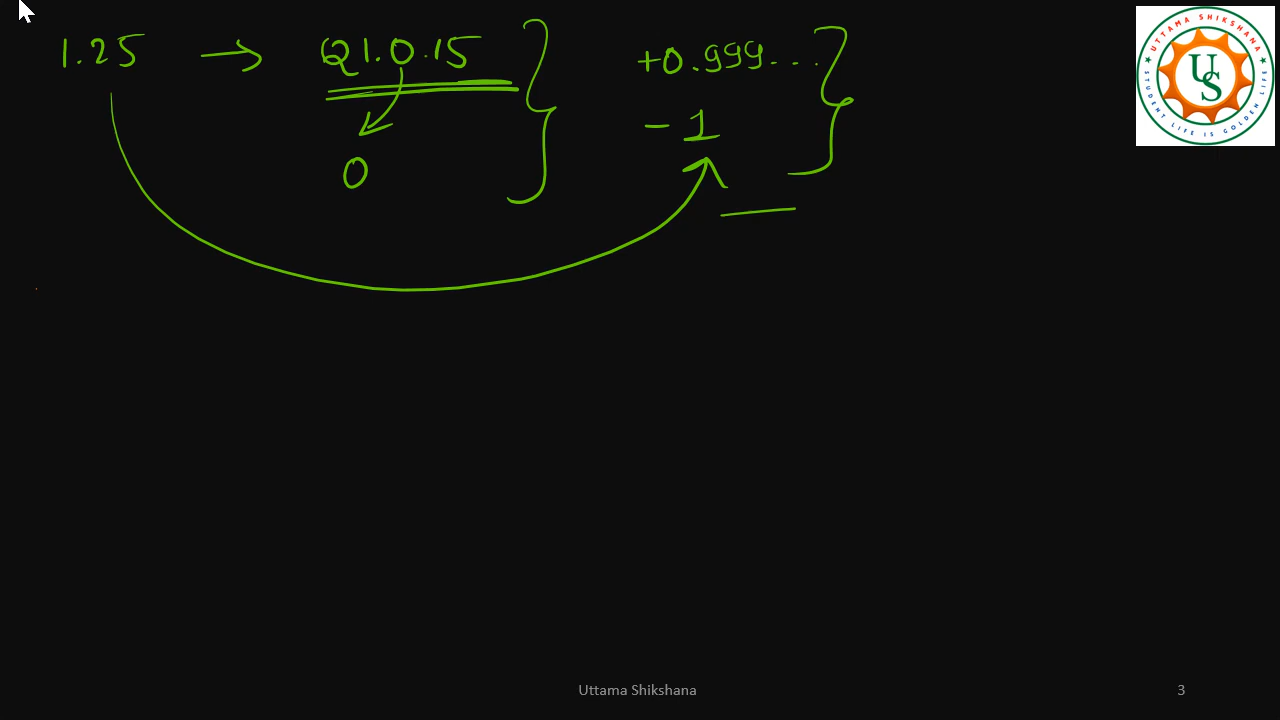 1.25 → Q1.0.15 +0.999...
0 -1
UTTAMA SHIKSHANA
US
STUDENT LIFE IS GOLDEN LIFE
Uttama Shikshana 3